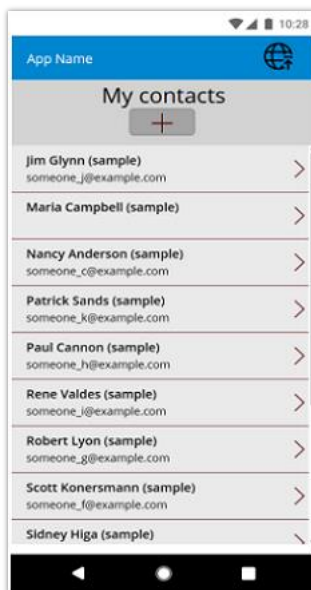 10:28
App Name
My contacts
Jim Glynn (sample)
someone_j@example.com
Maria Campbell (sample)
Nancy Anderson (sample)
someone_c@example.com
Patrick Sands (sample)
someone_k@example.com
Paul Cannon (sample)
someone_h@example.com
Rene Valdes (sample)
someone_i@example.com
Robert Lyon (sample)
someone_g@example.com
Scott Konersmann (sample)
someone_f@example.com
Sidney Higa (sample)